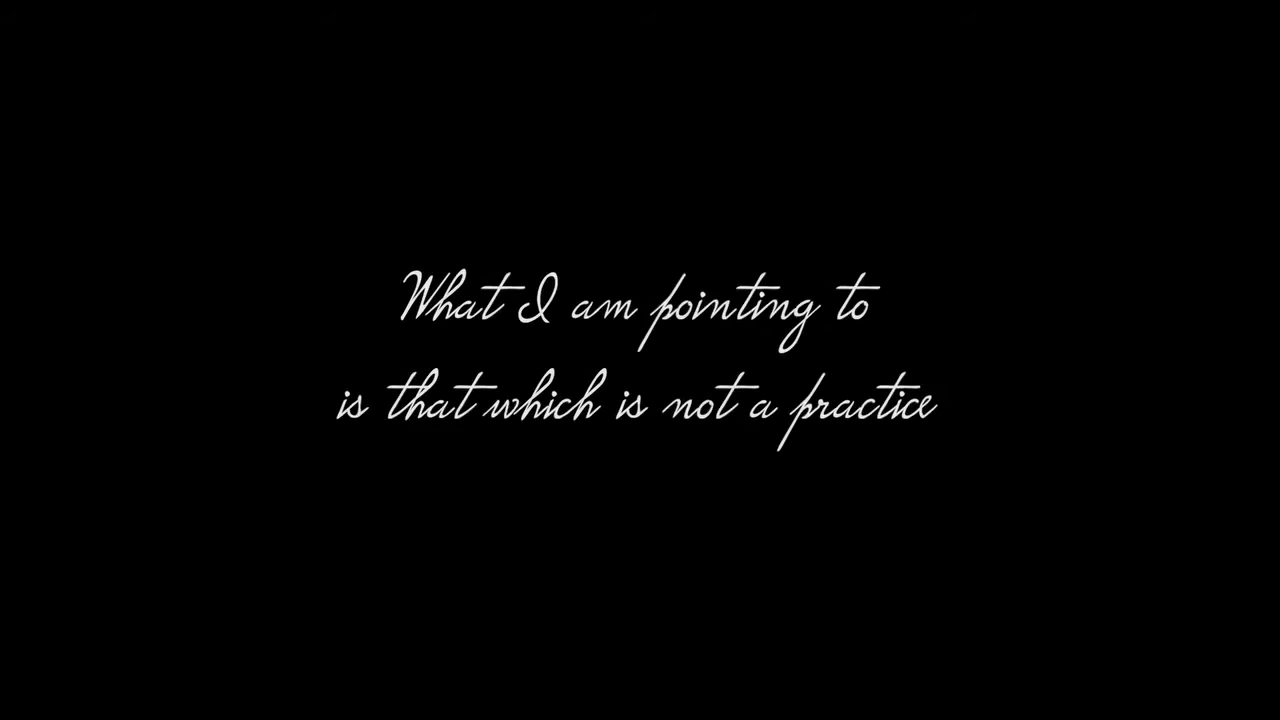 What I am pointing to
is that which is not a practice